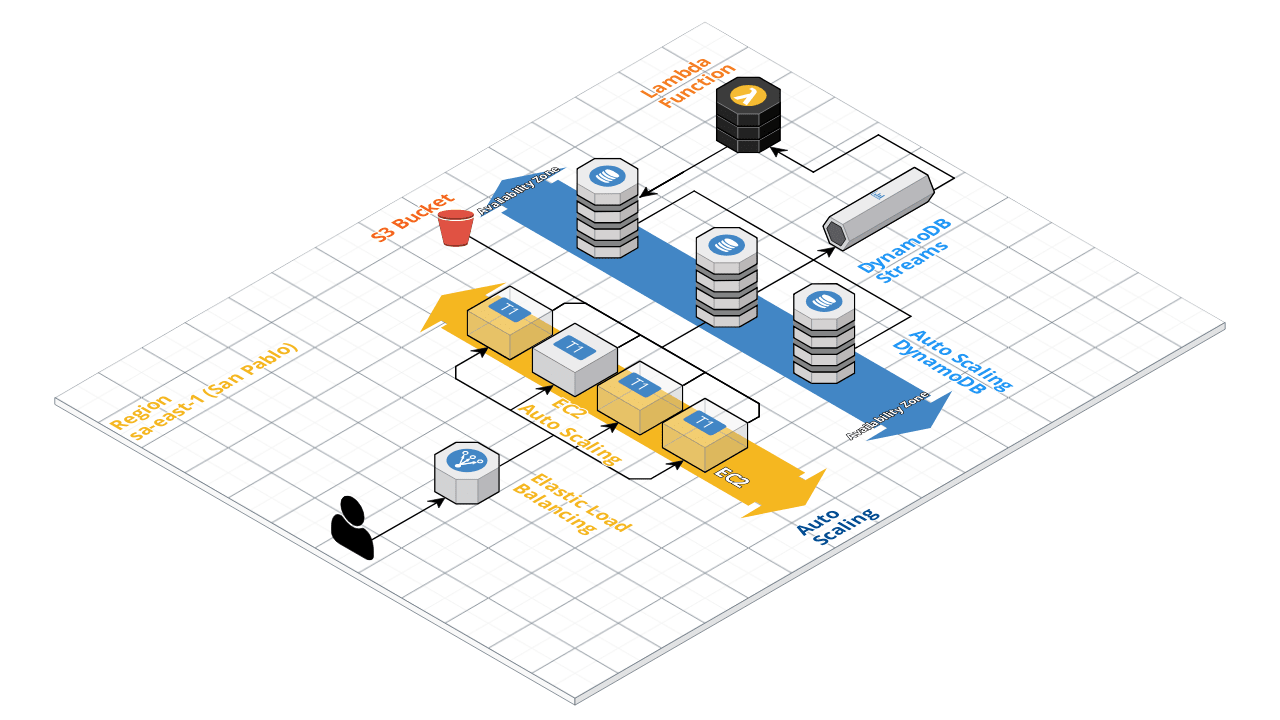 Lambda
Function
Availability Zone
S3 Bucket
DynamoDB
Streams
T1
T1
T1
T1
Auto Scaling
DynamoDB
Region
sa-east-1 (San Pablo)
EC2
Auto Scaling
Availability Zone
EC2
Elastic Load
Balancing
Auto
Scaling